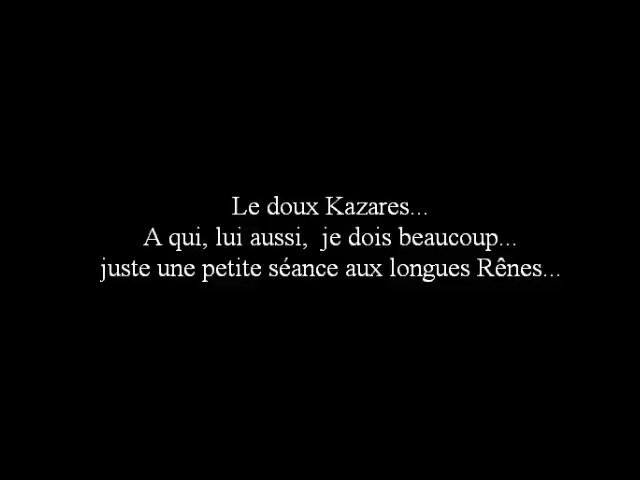 Le doux Kazares...
A qui, lui aussi,  je dois beaucoup...
juste une petite séance aux longues Rênes...